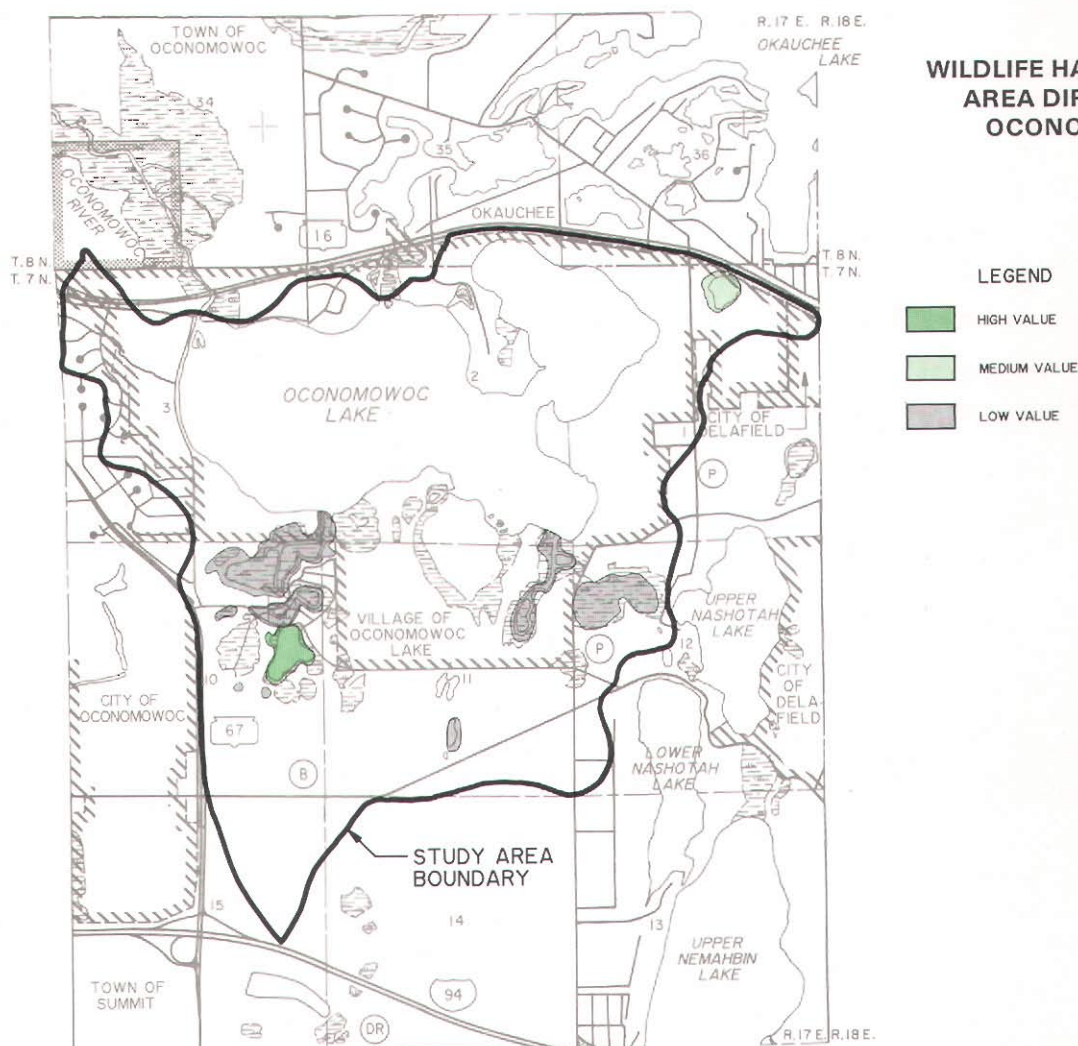 TOWN OF
OCONOMOWOC
R. 17 E. R. 18 E.
OKAUCHEE
LAKE
WILDLIFE HA
AREA DIR
OCONO
34
35
36
OCONOMOWOC
RIVER
16
OKAUCHEE
T. 8 N.
T. 7 N.
T. 8 N.
T. 7 N.
LEGEND
HIGH VALUE
MEDIUM VALUE
LOW VALUE
OCONOMOWOC
LAKE
2
3
1
CITY OF
DELAFIELD
P
VILLAGE OF
OCONOMOWOC
LAKE
UPPER
NASHOTAH
LAKE
P
12
10
11
CITY OF
OCONOMOWOC
CITY
OF
DELA-
FIELD
67
B
LOWER
NASHOTAH
LAKE
STUDY AREA
BOUNDARY
15
14
13
UPPER
NEMAHBIN
LAKE
TOWN OF
SUMMIT
94
DR
R. 17 E. R. 18 E.